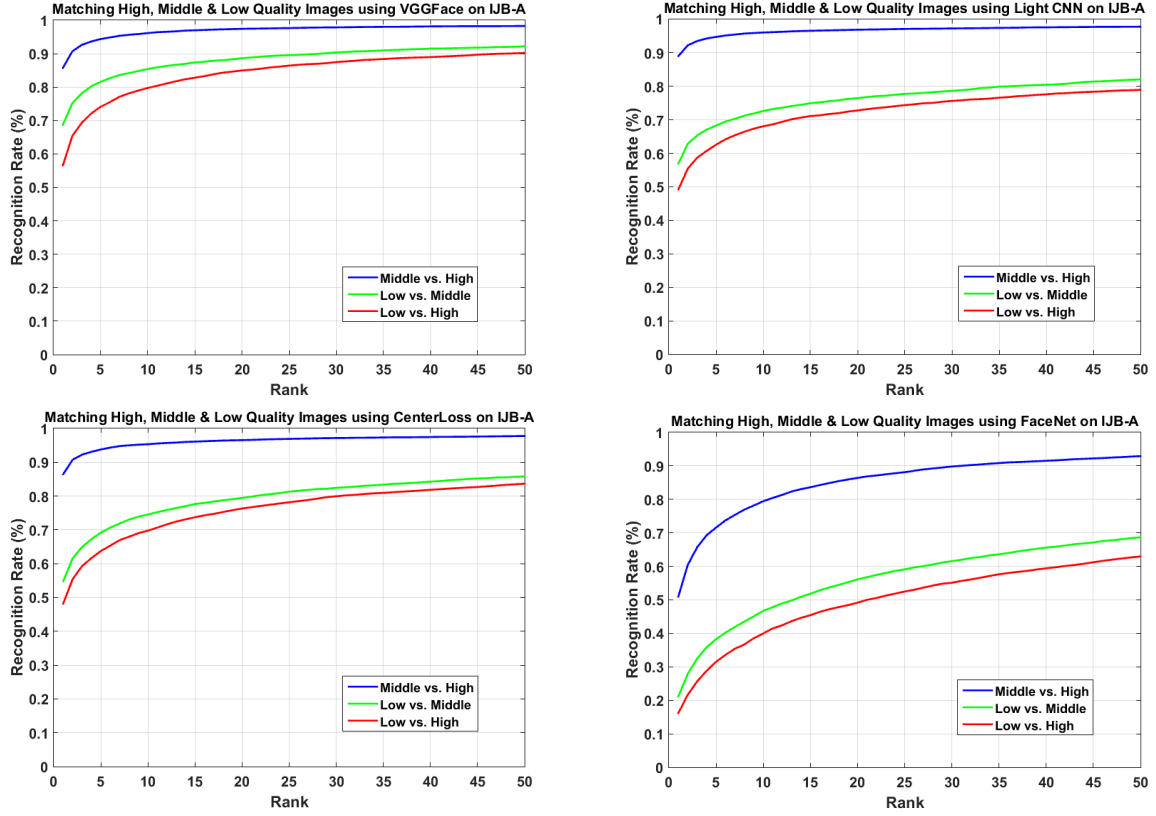 Matching High, Middle & Low Quality Images using VGGFace on IJB-A
Recognition Rate (%)
1
0.9
0.8
0.7
0.6
0.5
0.4
0.3
0.2
0.1
0
Middle vs. High
Low vs. Middle
Low vs. High
0 5 10 15 20 25 30 35 40 45 50
Rank
Matching High, Middle & Low Quality Images using Light CNN on IJB-A
Recognition Rate (%)
1
0.9
0.8
0.7
0.6
0.5
0.4
0.3
0.2
0.1
0
Middle vs. High
Low vs. Middle
Low vs. High
0 5 10 15 20 25 30 35 40 45 50
Rank
Matching High, Middle & Low Quality Images using CenterLoss on IJB-A
Recognition Rate (%)
1
0.9
0.8
0.7
0.6
0.5
0.4
0.3
0.2
0.1
0
Middle vs. High
Low vs. Middle
Low vs. High
0 5 10 15 20 25 30 35 40 45 50
Rank
Matching High, Middle & Low Quality Images using FaceNet on IJB-A
Recognition Rate (%)
1
0.9
0.8
0.7
0.6
0.5
0.4
0.3
0.2
0.1
0
Middle vs. High
Low vs. Middle
Low vs. High
0 5 10 15 20 25 30 35 40 45 50
Rank